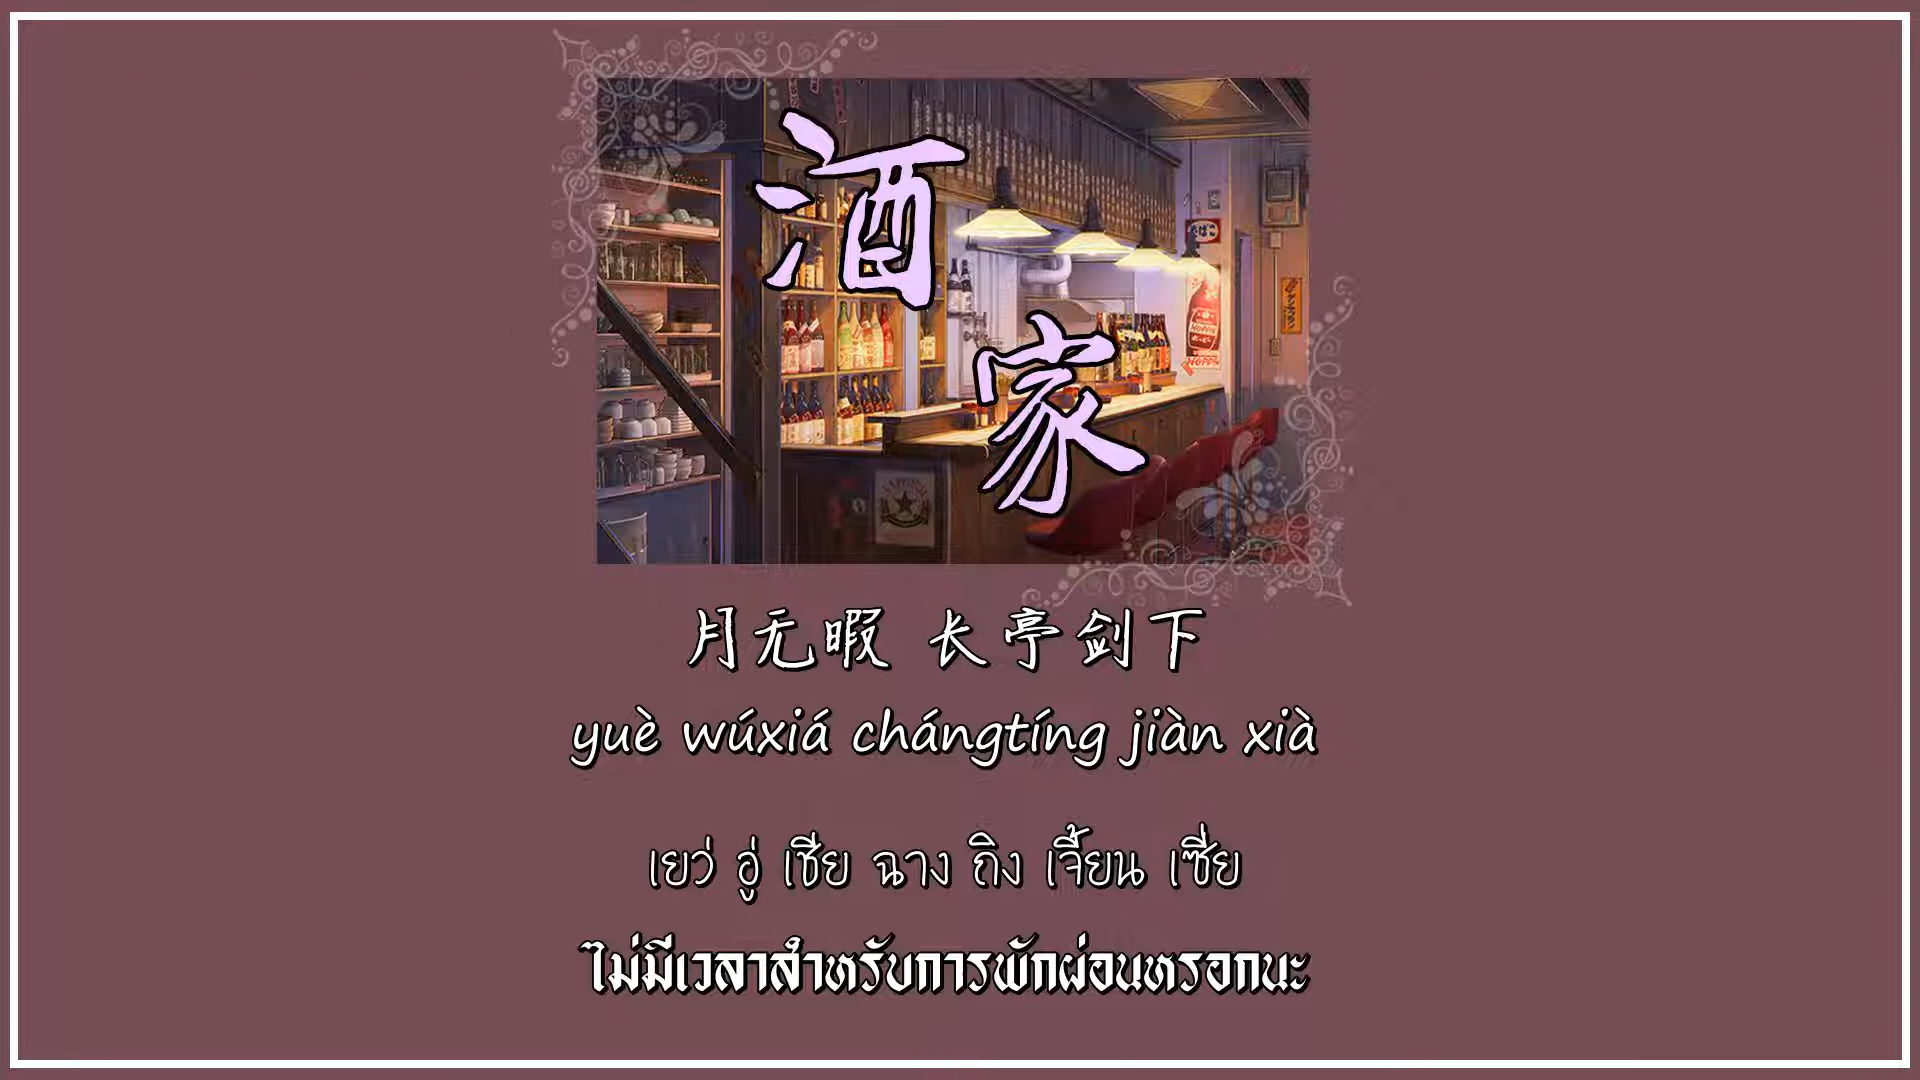 酒
家
HOPPY
月无暇 长亭剑下
yuè wúxiá chángtíng jiàn xià
เยว่ อู๋ เซี๋ย ฉาง ถิง เจี้ยน เซี่ย
ไม่มีเวลาสำหรับการพักผ่อนหรอกนะ